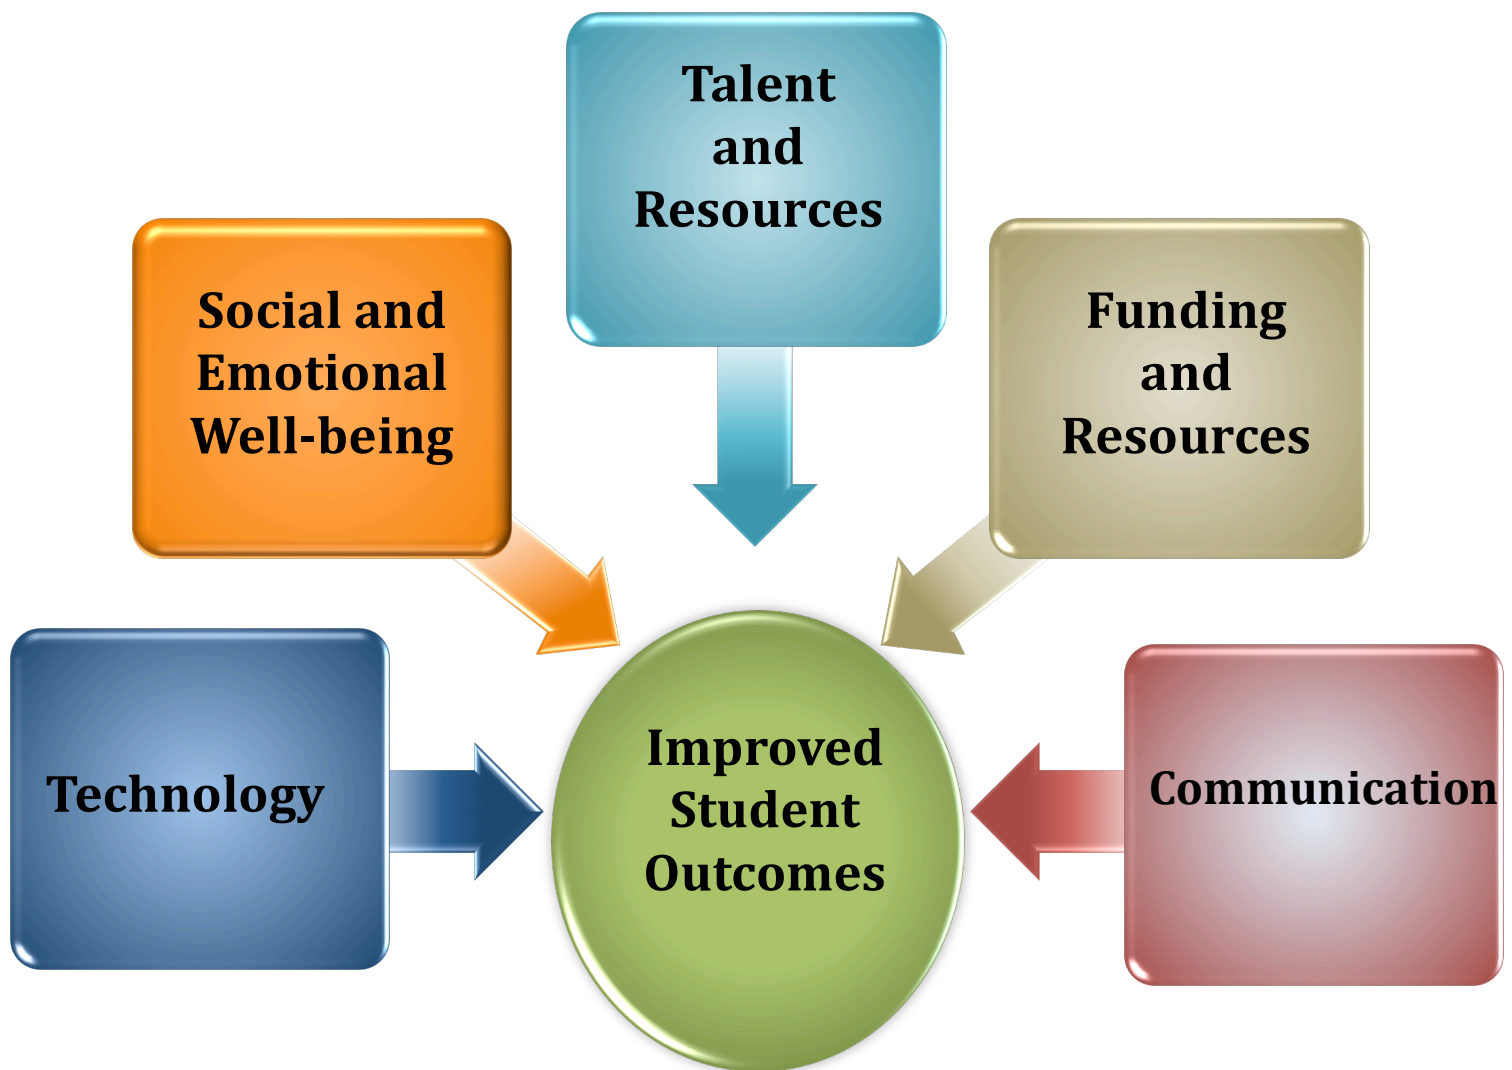 Talent
and
Resources
Social and
Emotional
Well-being
Funding
and
Resources
Technology
Improved
Student
Outcomes
Communication